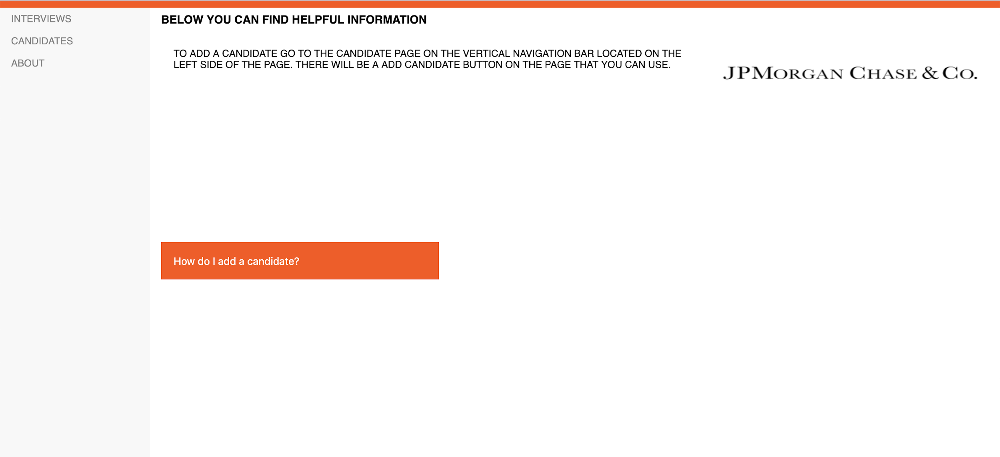 INTERVIEWS
CANDIDATES
ABOUT
BELOW YOU CAN FIND HELPFUL INFORMATION
TO ADD A CANDIDATE GO TO THE CANDIDATE PAGE ON THE VERTICAL NAVIGATION BAR LOCATED ON THE
LEFT SIDE OF THE PAGE. THERE WILL BE A ADD CANDIDATE BUTTON ON THE PAGE THAT YOU CAN USE.
JPMORGAN CHASE & CO.
How do I add a candidate?